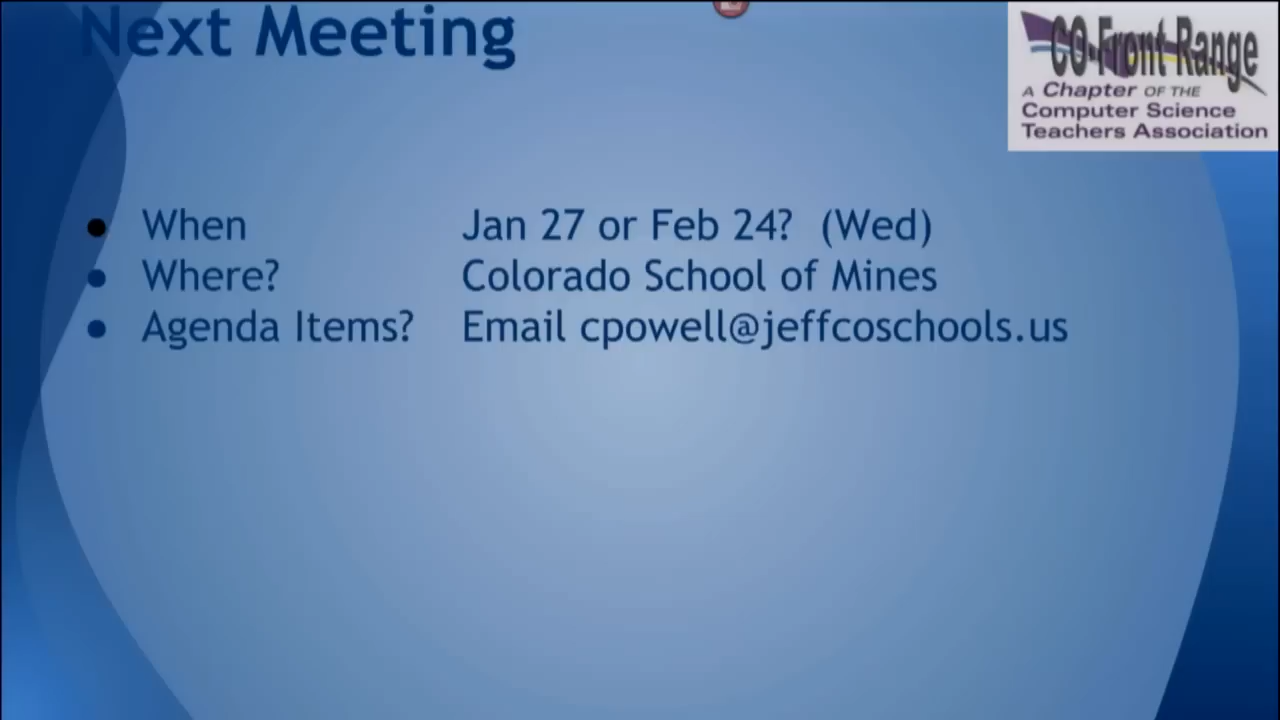 Next Meeting
CO-Front Range
A Chapter OF THE
Computer Science
Teachers Association
• When Jan 27 or Feb 24? (Wed)
• Where? Colorado School of Mines
• Agenda Items? Email cpowell@jeffcoschools.us